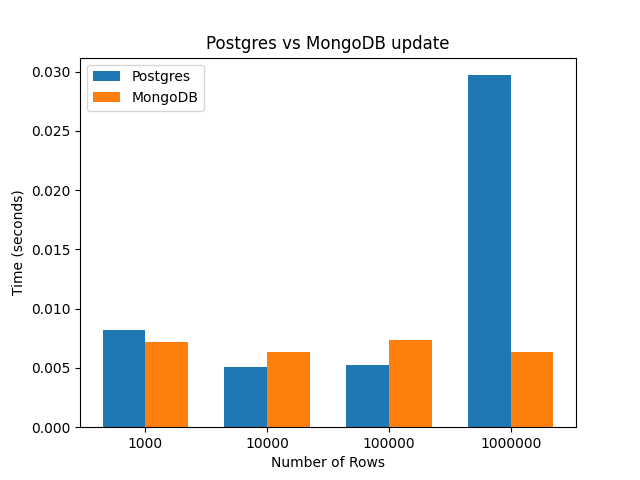 Postgres vs MongoDB update
Postgres
MongoDB
0.030
0.025
0.020
0.015
0.010
0.005
0.000
Time (seconds)
1000 10000 100000 1000000
Number of Rows